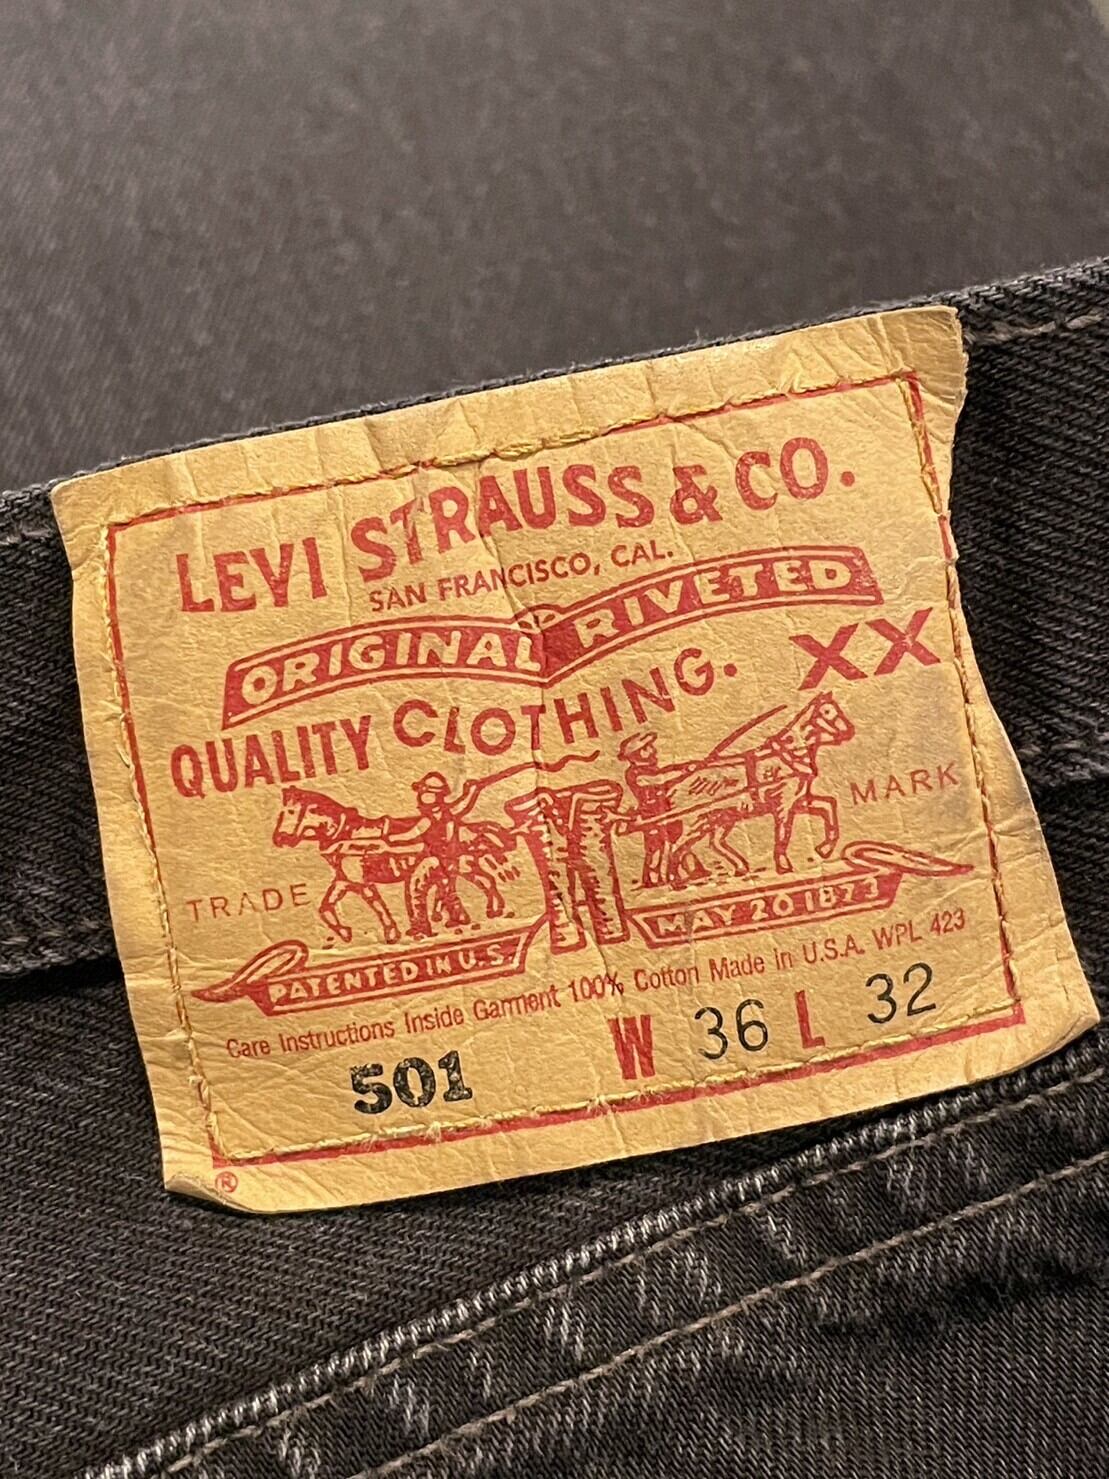 LEVI STRAUSS & CO.
SAN FRANCISCO, CAL.
ORIGINAL RIVETED
QUALITY CLOTHING. XX
TRADE MARK
PATENTED IN U.S. MAY 20 1873
Care Instructions Inside Garment 100% Cotton Made in U.S.A. WPL 423
501 W 36 L 32
®